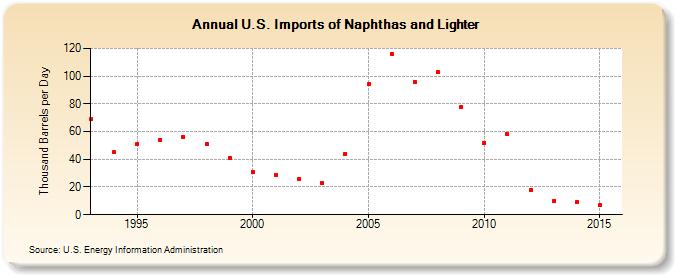 Annual U.S. Imports of Naphthas and Lighter
Thousand Barrels per Day
120
100
80
60
40
20
0
1995 2000 2005 2010 2015
Source: U.S. Energy Information Administration